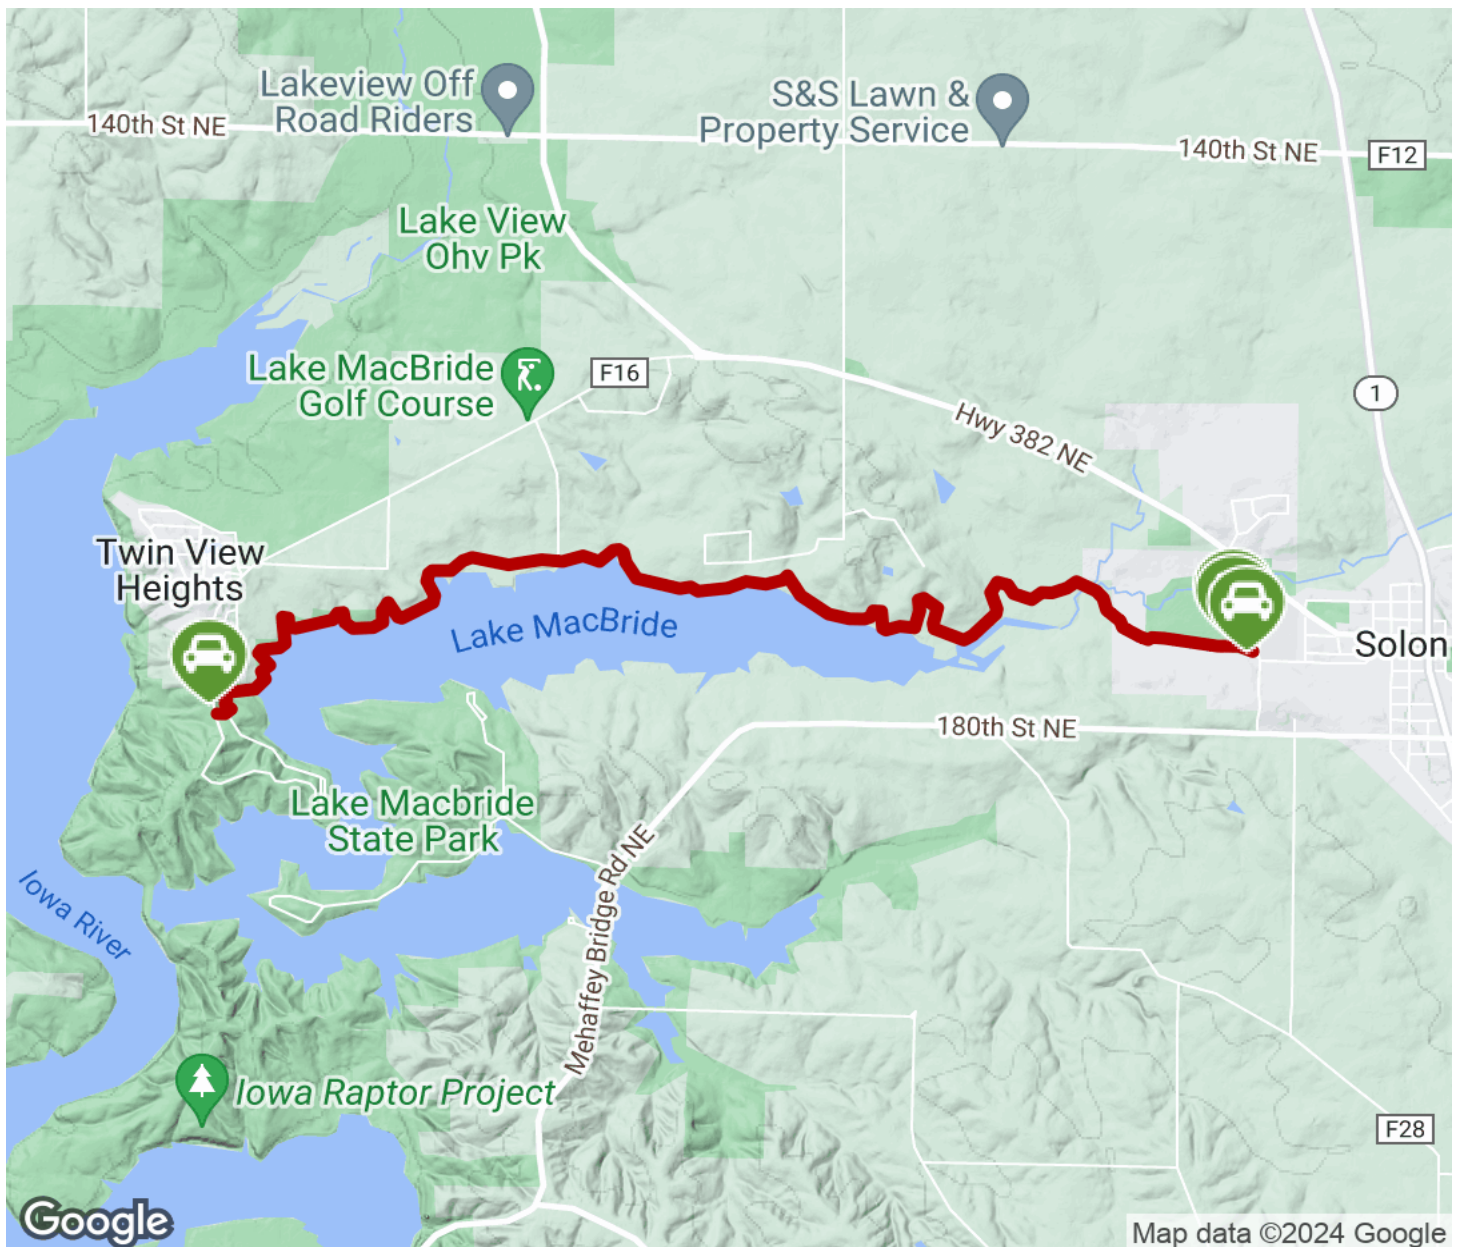 Lakeview Off
Road Riders
S&S Lawn &
Property Service
140th St NE
140th St NE
F12
Lake View
Ohv Pk
Lake MacBride
Golf Course
F16
1
Hwy 382 NE
Twin View
Heights
Lake MacBride
Solon
180th St NE
Lake Macbride
State Park
Mehaffey Bridge Rd NE
Iowa River
Iowa Raptor Project
F28
Google
Map data ©2024 Google